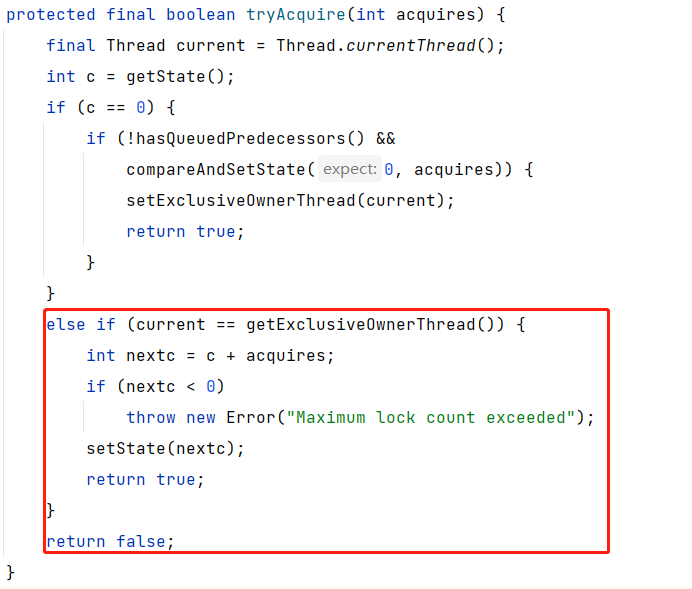 protected final boolean tryAcquire(int acquires) {
    final Thread current = Thread.currentThread();
    int c = getState();
    if (c == 0) {
        if (!hasQueuedPredecessors() &&
            compareAndSetState( expect: 0, acquires)) {
            setExclusiveOwnerThread(current);
            return true;
        }
    }
    else if (current == getExclusiveOwnerThread()) {
        int nextc = c + acquires;
        if (nextc < 0)
            throw new Error("Maximum lock count exceeded");
        setState(nextc);
        return true;
    }
    return false;
}